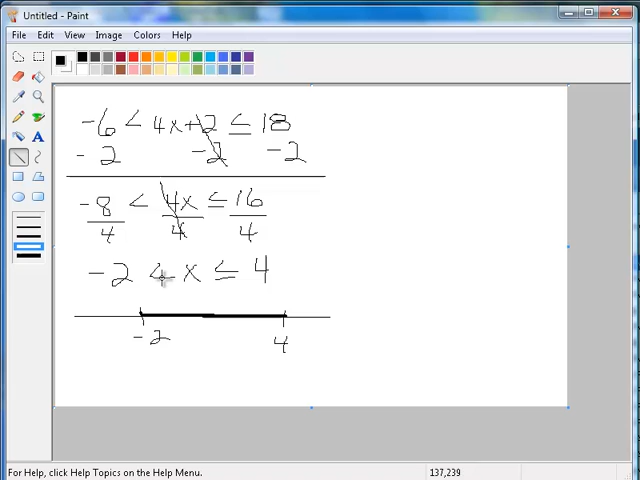 Untitled - Paint
File Edit View Image Colors Help
-6 < 4x+2 ≤ 18
-2 -2 -2
-8 < 4x ≤ 16
4 4 4
-2 < x ≤ 4
-2 4
For Help, click Help Topics on the Help Menu.
137,239